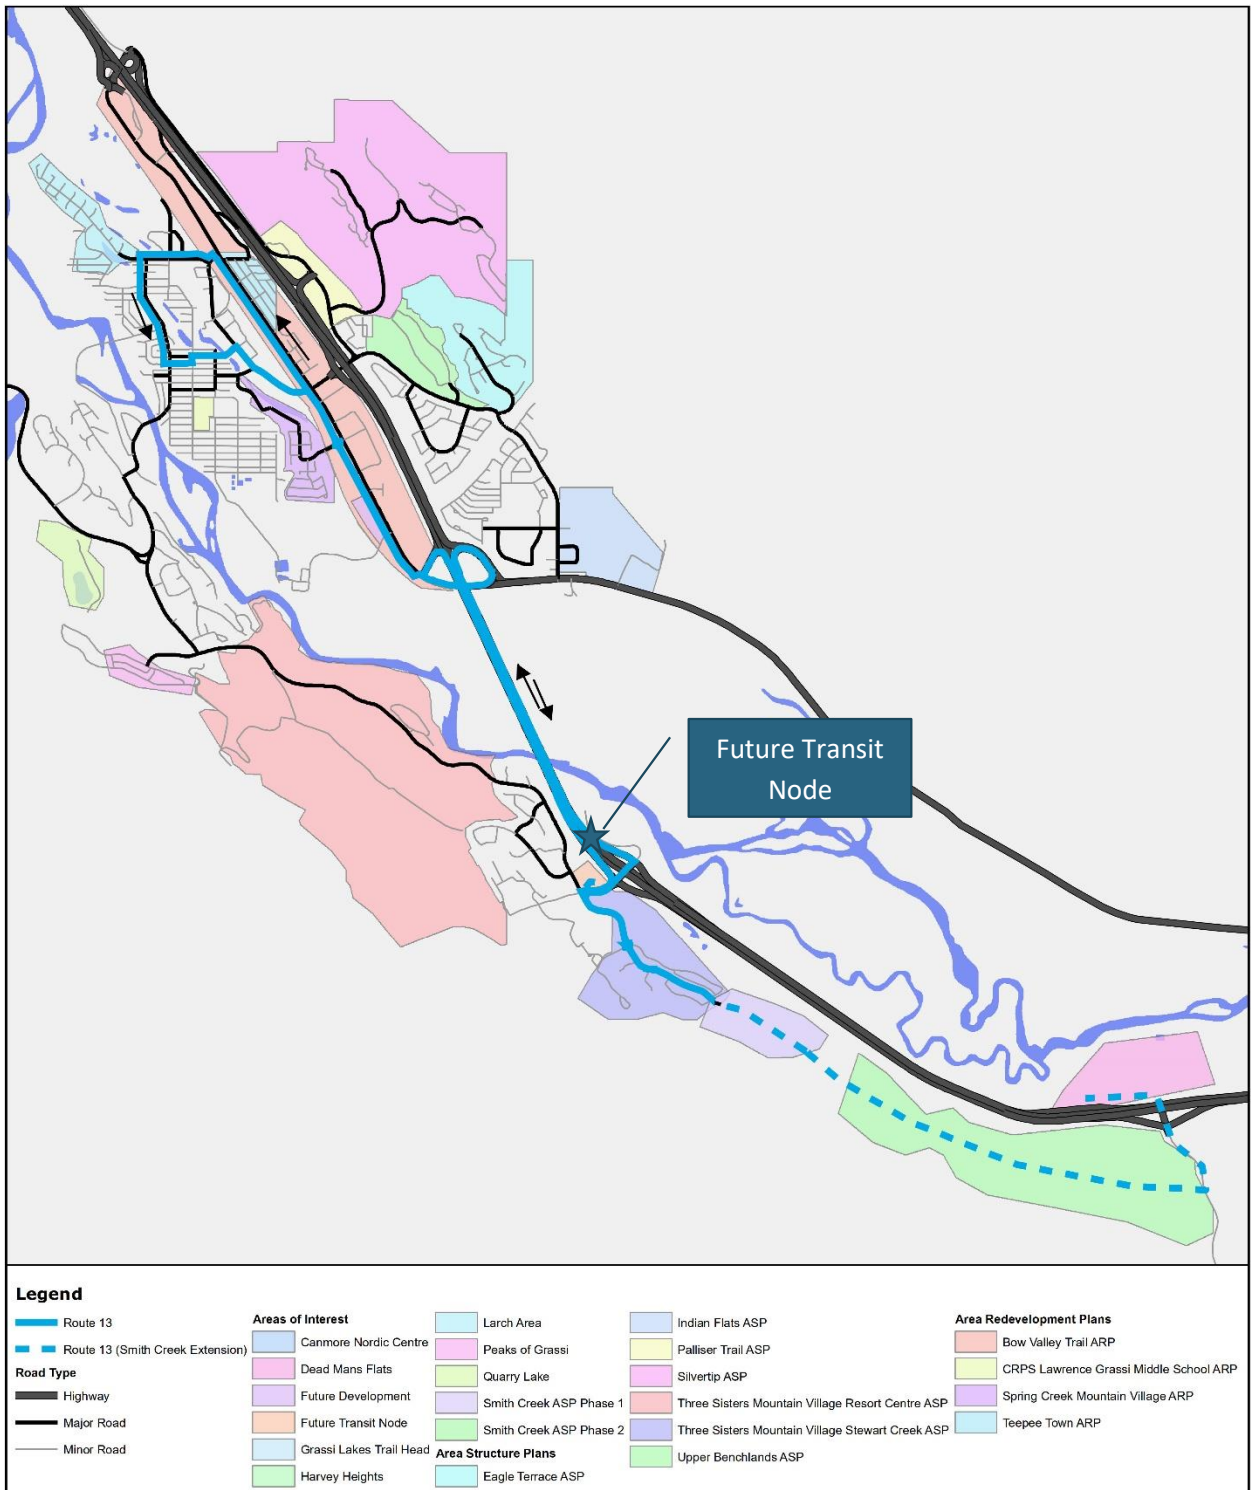 Future Transit
Node
Legend
Route 13
Route 13 (Smith Creek Extension)
Road Type
Highway
Major Road
Minor Road
Areas of Interest
Canmore Nordic Centre
Dead Mans Flats
Future Development
Future Transit Node
Grassi Lakes Trail Head
Harvey Heights
Larch Area
Peaks of Grassi
Quarry Lake
Smith Creek ASP Phase 1
Smith Creek ASP Phase 2
Area Structure Plans
Eagle Terrace ASP
Indian Flats ASP
Palliser Trail ASP
Silvertip ASP
Three Sisters Mountain Village Resort Centre ASP
Three Sisters Mountain Village Stewart Creek ASP
Upper Benchlands ASP
Area Redevelopment Plans
Bow Valley Trail ARP
CRPS Lawrence Grassi Middle School ARP
Spring Creek Mountain Village ARP
Teepee Town ARP